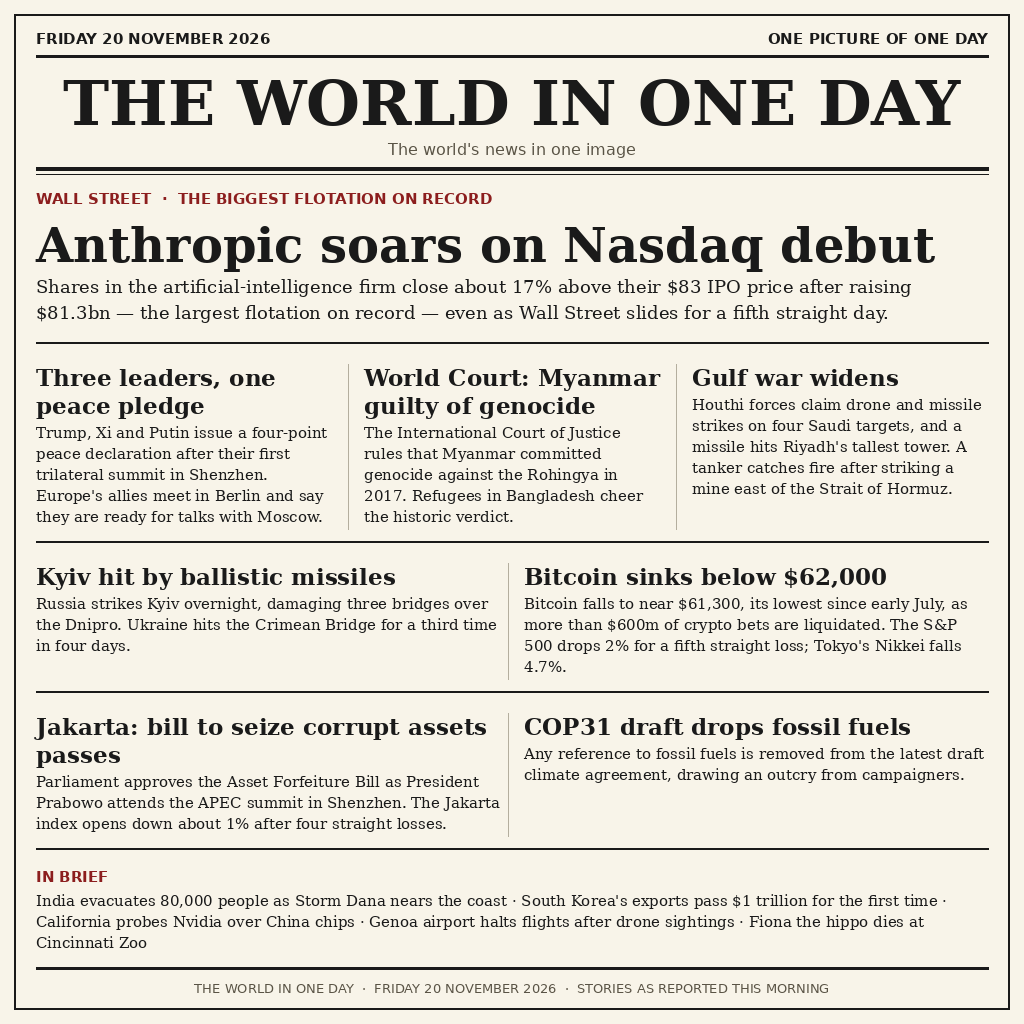 FRIDAY 20 NOVEMBER 2026
ONE PICTURE OF ONE DAY
THE WORLD IN ONE DAY
The world's news in one image
WALL STREET · THE BIGGEST FLOTATION ON RECORD
Anthropic soars on Nasdaq debut
Shares in the artificial-intelligence firm close about 17% above their $83 IPO price after raising
$81.3bn — the largest flotation on record — even as Wall Street slides for a fifth straight day.
Three leaders, one
peace pledge
Trump, Xi and Putin issue a four-point
peace declaration after their first
trilateral summit in Shenzhen.
Europe's allies meet in Berlin and say
they are ready for talks with Moscow.
World Court: Myanmar
guilty of genocide
The International Court of Justice
rules that Myanmar committed
genocide against the Rohingya in
2017. Refugees in Bangladesh cheer
the historic verdict.
Gulf war widens
Houthi forces claim drone and missile
strikes on four Saudi targets, and a
missile hits Riyadh's tallest tower. A
tanker catches fire after striking a
mine east of the Strait of Hormuz.
Kyiv hit by ballistic missiles
Russia strikes Kyiv overnight, damaging three bridges over
the Dnipro. Ukraine hits the Crimean Bridge for a third time
in four days.
Bitcoin sinks below $62,000
Bitcoin falls to near $61,300, its lowest since early July, as
more than $600m of crypto bets are liquidated. The S&P
500 drops 2% for a fifth straight loss; Tokyo's Nikkei falls
4.7%.
Jakarta: bill to seize corrupt assets
passes
Parliament approves the Asset Forfeiture Bill as President
Prabowo attends the APEC summit in Shenzhen. The Jakarta
index opens down about 1% after four straight losses.
COP31 draft drops fossil fuels
Any reference to fossil fuels is removed from the latest draft
climate agreement, drawing an outcry from campaigners.
IN BRIEF
India evacuates 80,000 people as Storm Dana nears the coast · South Korea's exports pass $1 trillion for the first time ·
California probes Nvidia over China chips · Genoa airport halts flights after drone sightings · Fiona the hippo dies at
Cincinnati Zoo
THE WORLD IN ONE DAY · FRIDAY 20 NOVEMBER 2026 · STORIES AS REPORTED THIS MORNING